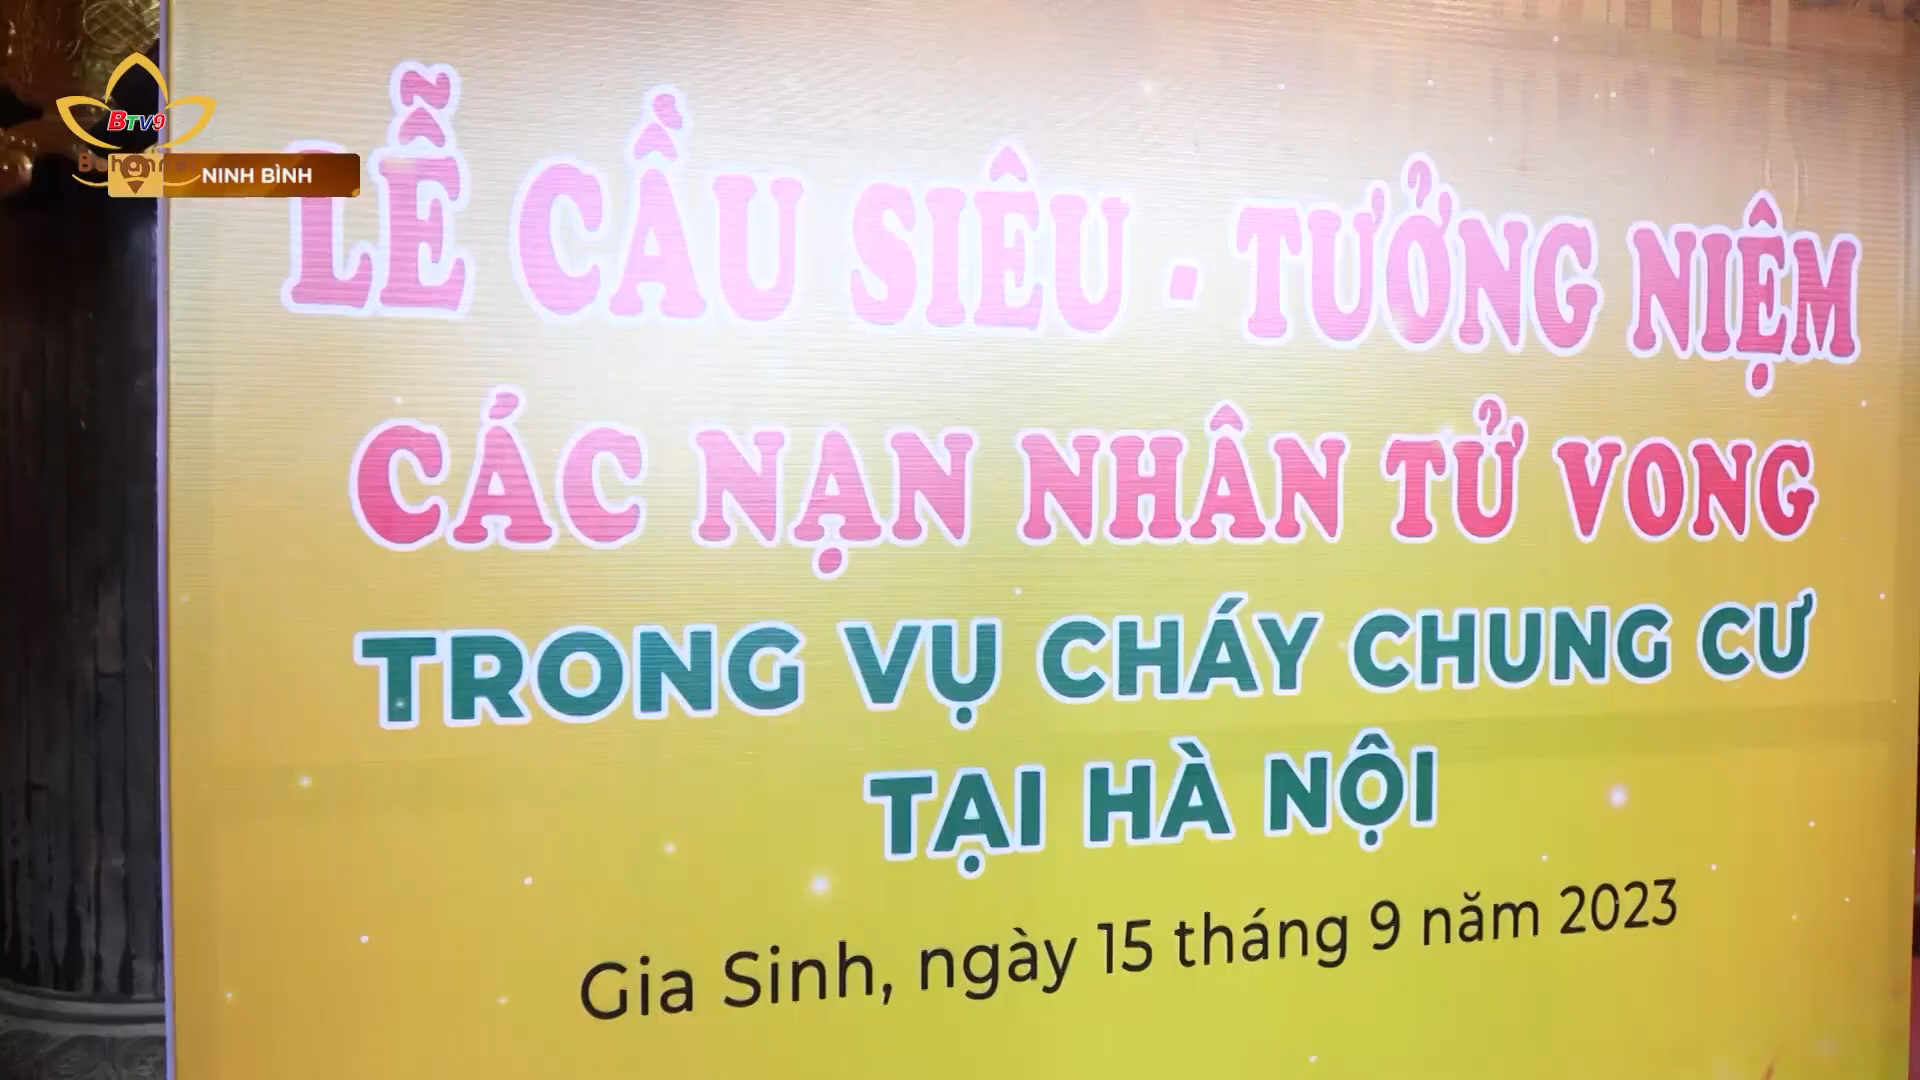 BTV9
NINH BÌNH
LỄ CẦU SIÊU - TƯỞNG NIỆM
CÁC NẠN NHÂN TỬ VONG
TRONG VỤ CHÁY CHUNG CƯ
TẠI HÀ NỘI
Gia Sinh, ngày 15 tháng 9 năm 2023